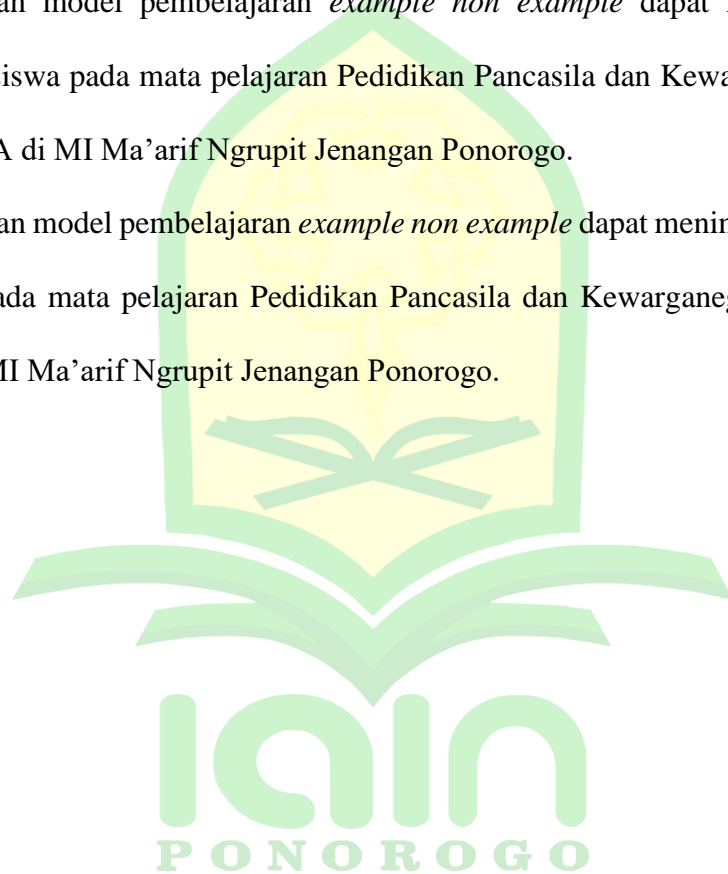 an model pembelajaran example non example dapat
iswa pada mata pelajaran Pedidikan Pancasila dan Kewa
A di MI Ma’arif Ngrupit Jenangan Ponorogo.
an model pembelajaran example non example dapat menin
ada mata pelajaran Pedidikan Pancasila dan Kewarganeg
MI Ma’arif Ngrupit Jenangan Ponorogo.
iain
PONOROGO